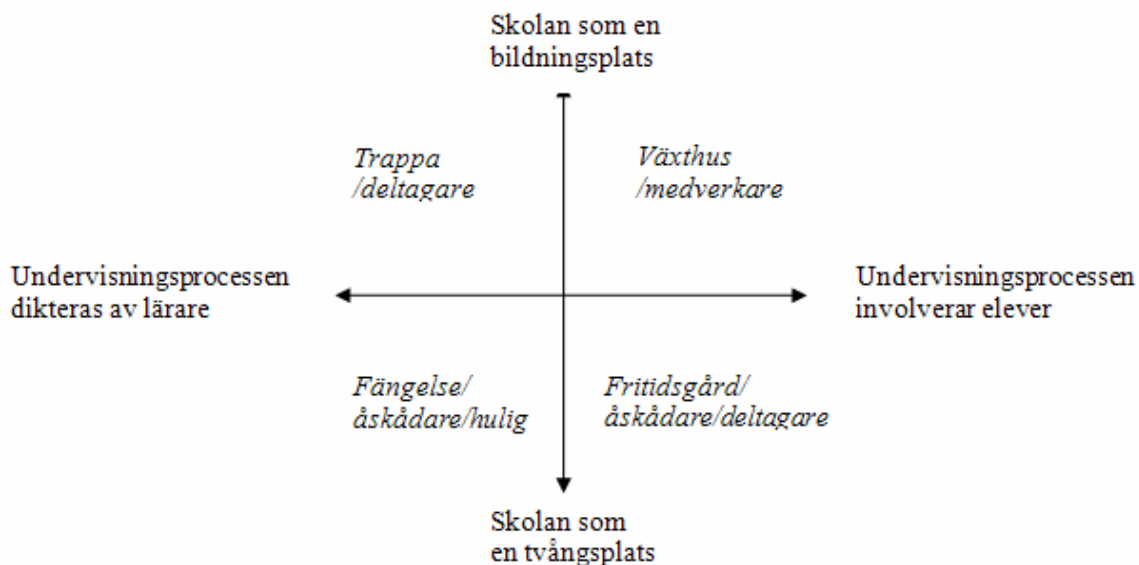 Skolan som en
bildningsplats
Trappa
/deltagare
Växthus
/medverkare
Undervisningsprocessen
dikteras av lärare
Undervisningsprocessen
involverar elever
Fängelse/
åskådare/hulig
Fritidsgård/
åskådare/deltagare
Skolan som
en tvångsplats